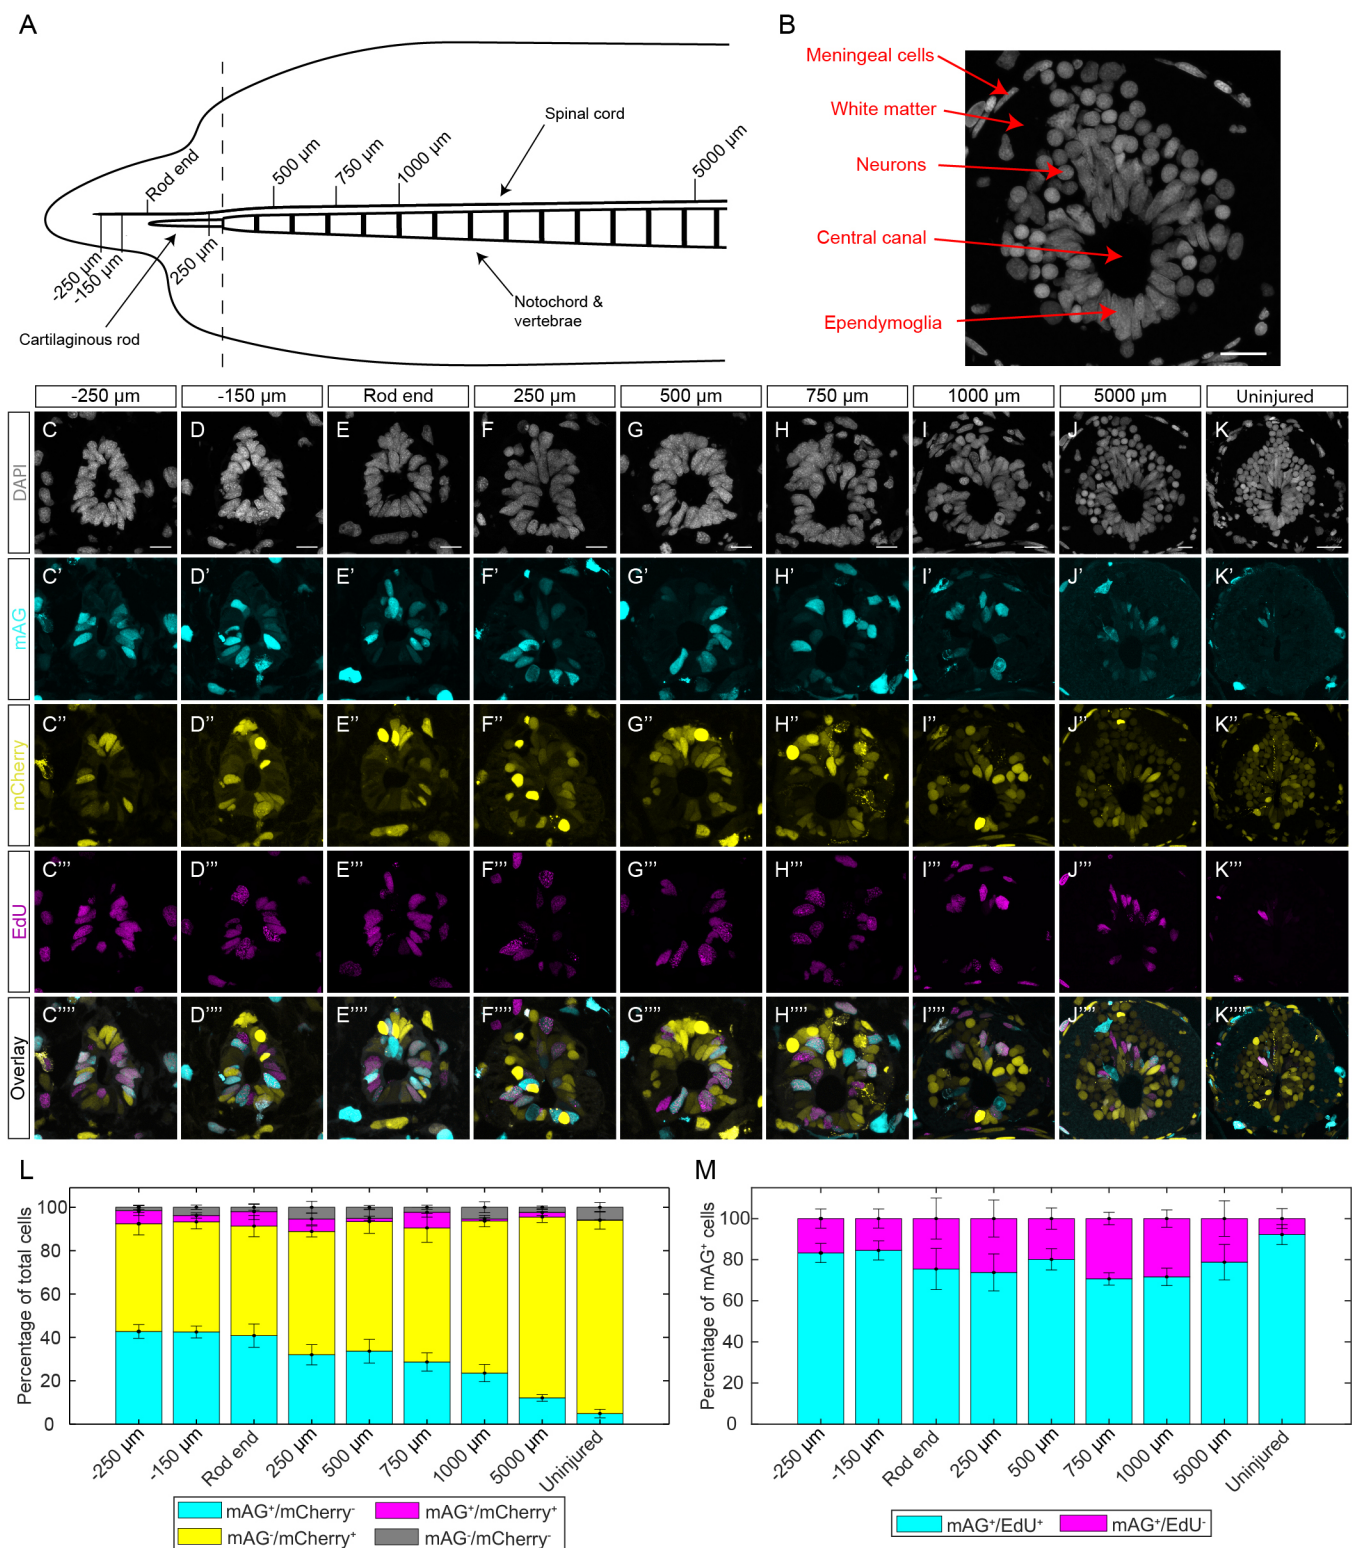 A
Rod end
500 µm
750 µm
1000 µm
Spinal cord
5000 µm
-250 µm
-150 µm
250 µm
Cartilaginous rod
Notochord &
vertebrae
B
Meningeal cells
White matter
Neurons
Central canal
Ependymoglia
-250 µm -150 µm Rod end 250 µm 500 µm 750 µm 1000 µm 5000 µm Uninjured
DAPI
C D E F G H I J K
mAG
C’ D’ E’ F’ G’ H’ I’ J’ K’
mCherry
C’’ D’’ E’’ F’’ G’’ H’’ I’’ J’’ K’’
EdU
C’’’ D’’’ E’’’ F’’’ G’’’ H’’’ I’’’ J’’’ K’’’
Overlay
C’’’’ D’’’’ E’’’’ F’’’’ G’’’’ H’’’’ I’’’’ J’’’’ K’’’’
L
Percentage of total cells
100
80
60
40
20
0
-250 µm -150 µm Rod end 250 µm 500 µm 750 µm 1000 µm 5000 µm Uninjured
mAG⁺/mCherry⁻ mAG⁺/mCherry⁺
mAG⁻/mCherry⁺ mAG⁻/mCherry⁻
M
Percentage of mAG⁺ cells
100
80
60
40
20
0
-250 µm -150 µm Rod end 250 µm 500 µm 750 µm 1000 µm 5000 µm Uninjured
mAG⁺/EdU⁺ mAG⁺/EdU⁻